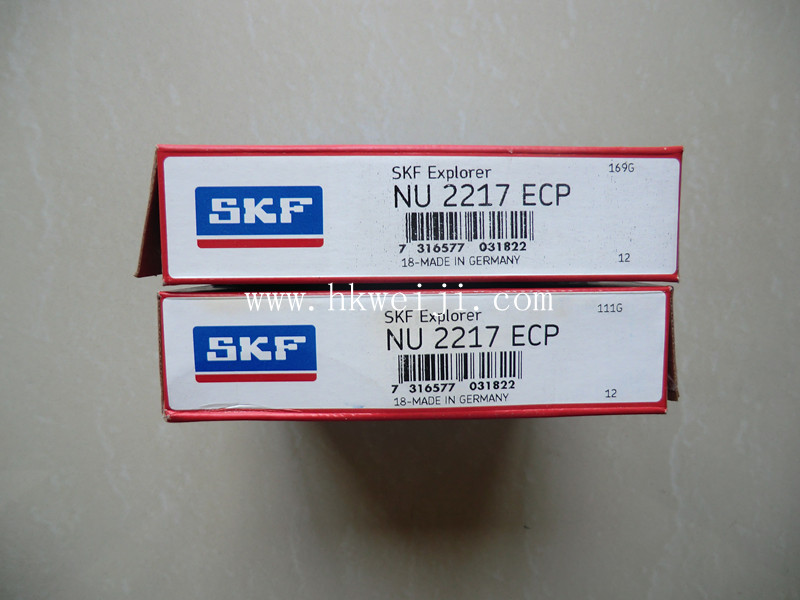 SKF
SKF Explorer
169G
NU 2217 ECP
7 316577 031822
18-MADE IN GERMANY
12
www.hkweiji.com
SKF
SKF Explorer
111G
NU 2217 ECP
7 316577 031822
18-MADE IN GERMANY
12